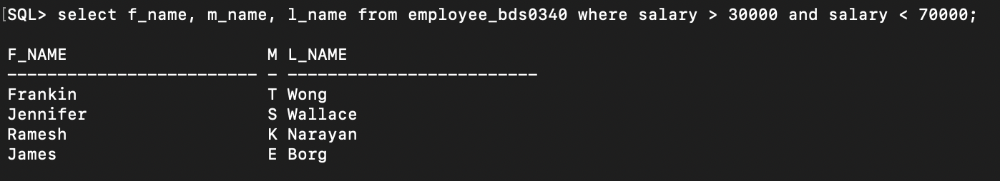 [SQL> select f_name, m_name, l_name from employee_bds0340 where salary > 30000 and salary < 70000;
F_NAME                    M L_NAME
------------------------- - -------------------------
Frankin                   T Wong
Jennifer                  S Wallace
Ramesh                    K Narayan
James                     E Borg